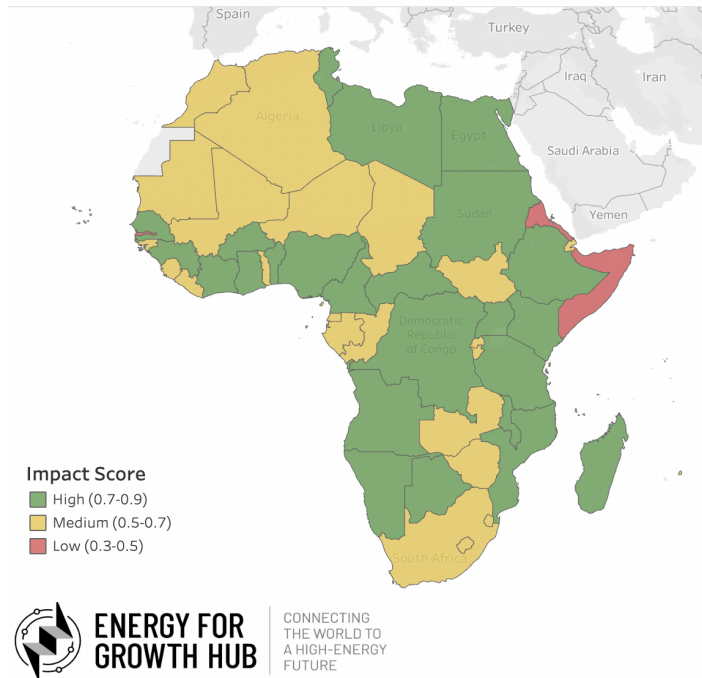 Spain
Turkey
Iraq
Iran
Algeria
Libya
Egypt
Saudi Arabia
Sudan
Yemen
Democratic
Republic
of Congo
South Africa
Impact Score
High (0.7-0.9)
Medium (0.5-0.7)
Low (0.3-0.5)
ENERGY FOR
GROWTH HUB
CONNECTING
THE WORLD TO
A HIGH-ENERGY
FUTURE